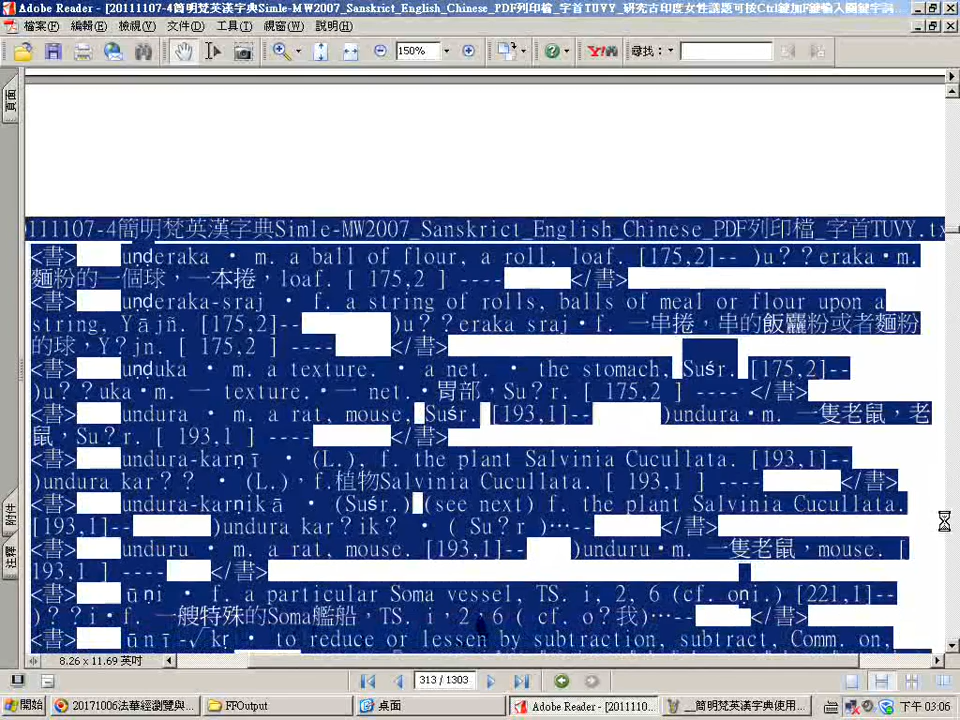 Adobe Reader - [20111107-4簡明梵英漢字典Simle-MW2007_Sanskrict_English_Chinese_PDF列印檔_字首TUVY_研究古印度女性議題可按Ctrl鍵加F鍵輸入關鍵字詞...
檔案(F) 編輯(E) 檢視(V) 文件(D) 工具(T) 視窗(W) 說明(H)
150% Y! 尋找:
頁面
111107-4簡明梵英漢字典Simle-MW2007_Sanskrict_English_Chinese_PDF列印檔_字首TUVY.tx
<書> uṇḍeraka • m. a ball of flour, a roll, loaf. [175,2]-- )u？？eraka • m.
麵粉的一個球，一本捲，loaf. [ 175,2 ] ---- </書>
<書> uṇḍeraka-sraj • f. a string of rolls, balls of meal or flour upon a
string, Yājñ. [175,2]-- )u？？eraka sraj • f. 一串捲，串的飯麤粉或者麵粉
的球，Y？jn. [ 175,2 ] ---- </書>
<書> uṇḍuka • m. a texture. • a net. • the stomach, Suśr. [175,2]--
)u？？uka • m. 一 texture. • 一 net. • 胃部，Su？r. [ 175,2 ] ---- </書>
<書> undura • m. a rat, mouse, Suśr. [193,1]-- )undura • m. 一隻老鼠，老
鼠，Su？r. [ 193,1 ] ---- </書>
<書> undura-karṇī • (L.), f. the plant Salvinia Cucullata. [193,1]--
)undura kar？？ • (L.)，f.植物Salvinia Cucullata. [ 193,1 ] ---- </書>
<書> undura-karṇikā • (Suśr.) (see next) f. the plant Salvinia Cucullata.
[193,1]-- )undura kar？ik？ • ( Su？r )…-- </書>
<書> unduru • m. a rat, mouse. [193,1]-- )unduru • m. 一隻老鼠，mouse. [
193,1 ] ---- </書>
<書> ūṇi • f. a particular Soma vessel, TS. i, 2, 6 (cf. oṇi.) [221,1]--
)？？i • f. 一艘特殊的Soma艦船，TS. i，2，6 ( cf. o？我)…-- </書>
<書> ūnī-√kṛ • to reduce or lessen by subtraction, subtract, Comm. on,
附件
注釋
8.26 x 11.69 英吋
313 / 1303
開始 20171006法華經瀏覽與... FFOutput 桌面 Adobe Reader - [2011110... __簡明梵英字典使用... 下午 03:06